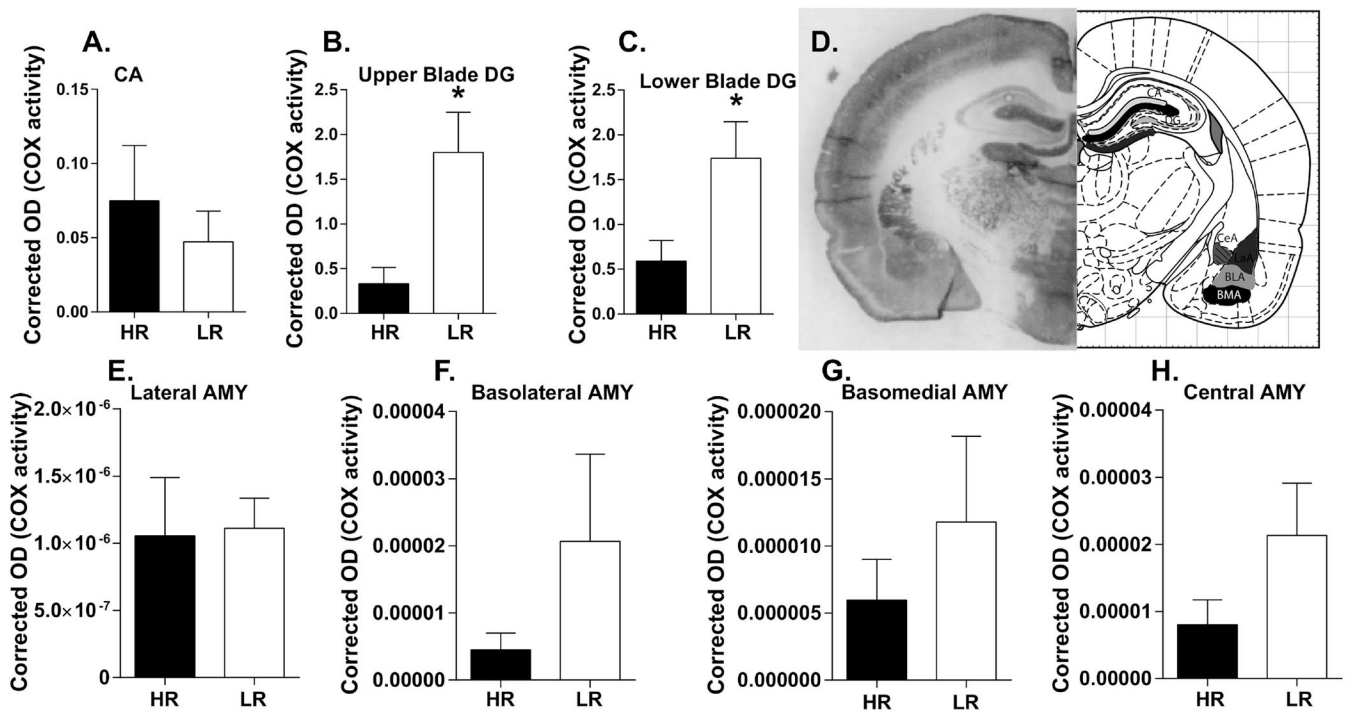 A.
CA
Corrected OD (COX activity)
0.15
0.10
0.05
0.00
HR LR
B.
Upper Blade DG
Corrected OD (COX activity)
2.5
2.0
1.5
1.0
0.5
0.0
*
HR LR
C.
Lower Blade DG
Corrected OD (COX activity)
2.5
2.0
1.5
1.0
0.5
0.0
*
HR LR
D.
CA
DG
CeA
LaA
BLA
BMA
E.
Lateral AMY
Corrected OD (COX activity)
2.0×10-6
1.5×10-6
1.0×10-6
5.0×10-7
0
HR LR
F.
Basolateral AMY
Corrected OD (COX activity)
0.00004
0.00003
0.00002
0.00001
0.00000
HR LR
G.
Basomedial AMY
Corrected OD (COX activity)
0.000020
0.000015
0.000010
0.000005
0.000000
HR LR
H.
Central AMY
Corrected OD (COX activity)
0.00004
0.00003
0.00002
0.00001
0.00000
HR LR